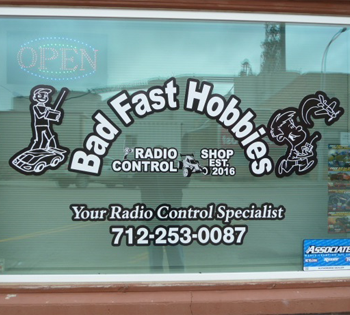 OPEN
Bad Fast Hobbies
RADIO CONTROL
SHOP EST. 2016
Your Radio Control Specialist
712-253-0087
ASSOCIATE